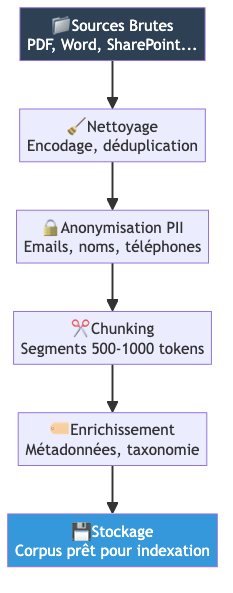 📁Sources Brutes
PDF, Word, SharePoint...
🧹Nettoyage
Encodage, déduplication
🔒Anonymisation PII
Emails, noms, téléphones
✂️Chunking
Segments 500-1000 tokens
🏷️Enrichissement
Métadonnées, taxonomie
💾Stockage
Corpus prêt pour indexation